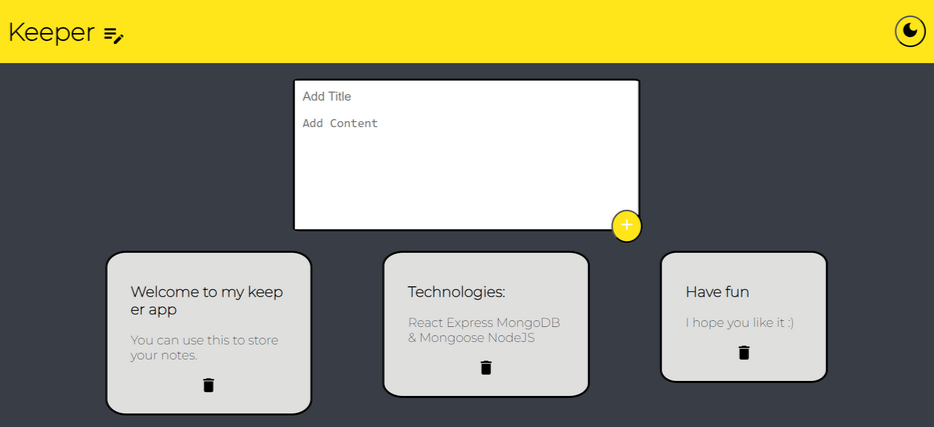 Keeper
Add Title
Add Content
Welcome to my keep
er app
You can use this to store
your notes.
Technologies:
React Express MongoDB
& Mongoose NodeJS
Have fun
I hope you like it :)